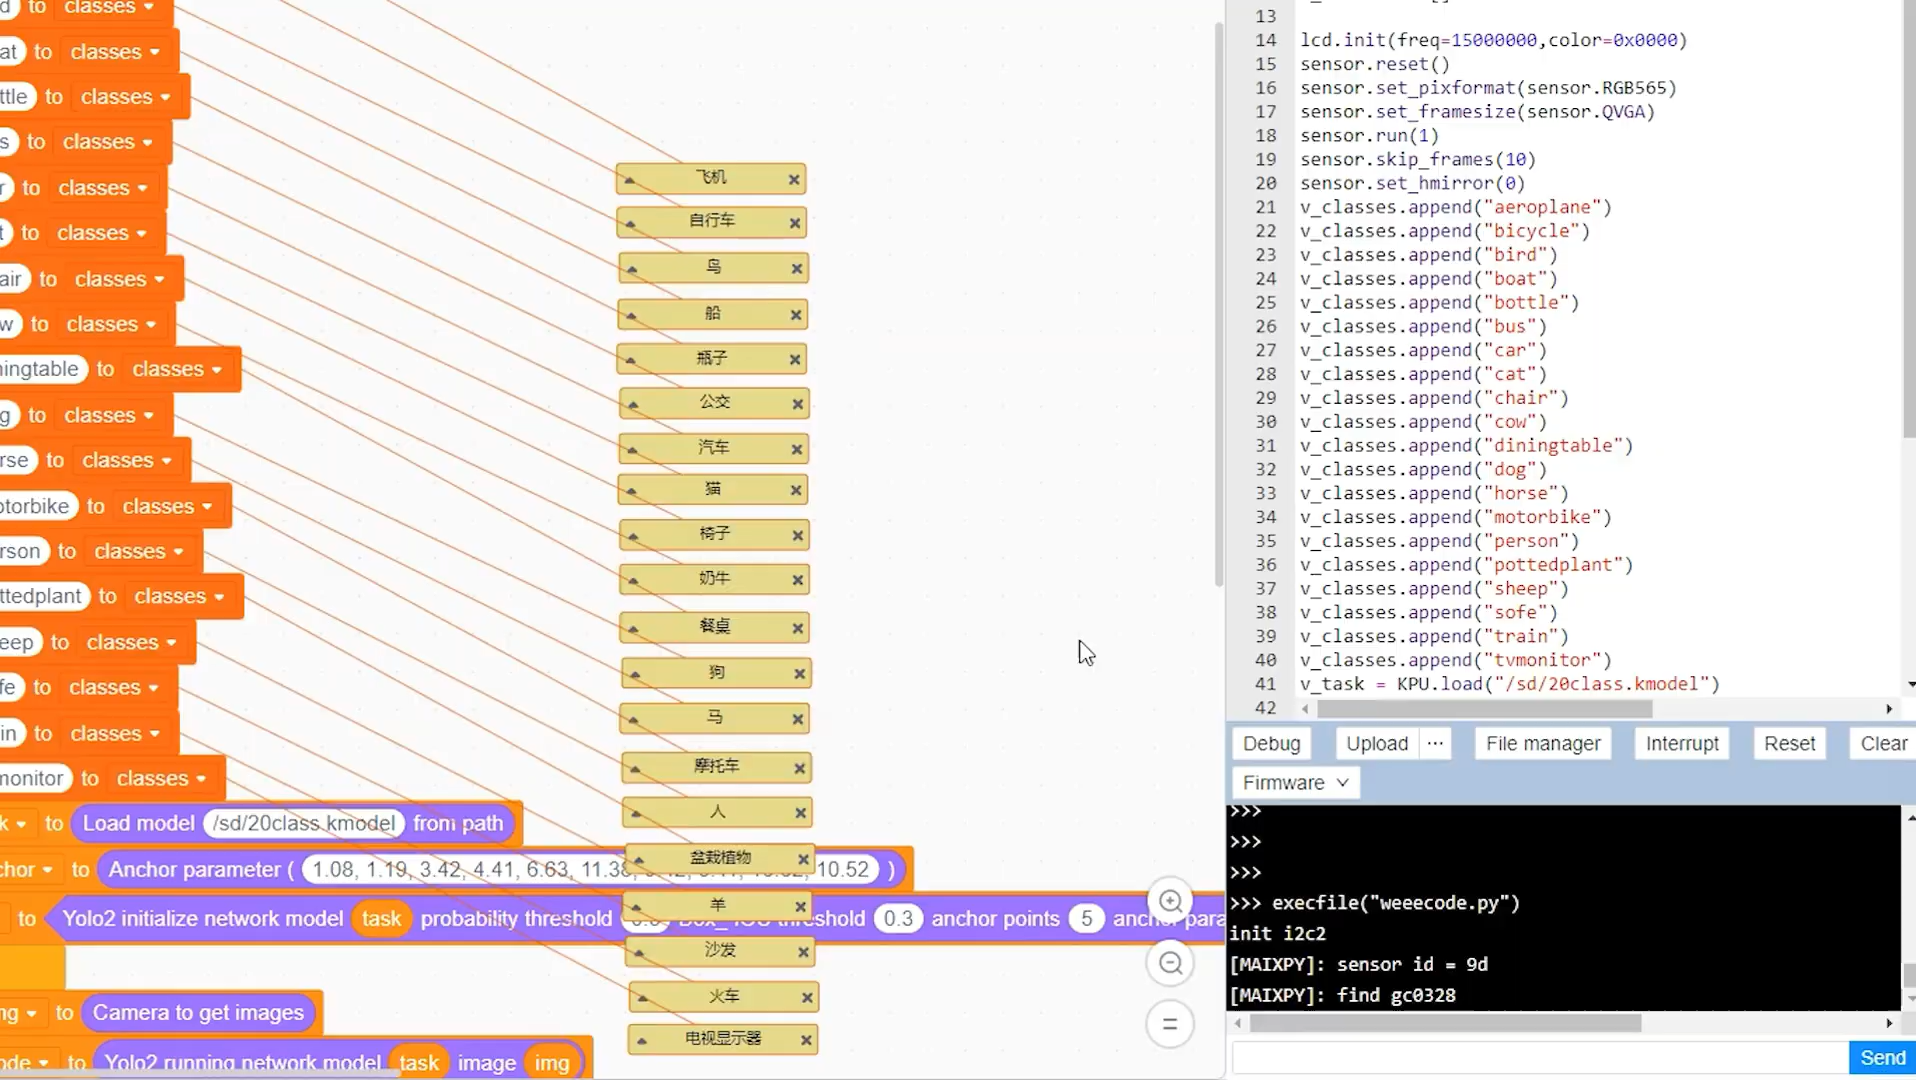 d to classes
at to classes
ttle to classes
s to classes
r to classes
t to classes
air to classes
w to classes
ningtable to classes
g to classes
rse to classes
otorbike to classes
rson to classes
ttedplant to classes
eep to classes
fe to classes
in to classes
monitor to classes
k to Load model /sd/20class.kmodel from path
hor to Anchor parameter ( 1.08, 1.19, 3.42, 4.41, 6.63, 11.38 10.52 )
to Yolo2 initialize network model task probability threshold threshold 0.3 anchor points 5 anchor para
ng to Camera to get images
ode to Yolo2 running network model task image img
飞机
自行车
鸟
船
瓶子
公交
汽车
猫
椅子
奶牛
餐桌
狗
马
摩托车
人
盆栽植物
羊
沙发
火车
电视显示器
13
14 lcd.init(freq=15000000,color=0x0000)
15 sensor.reset()
16 sensor.set_pixformat(sensor.RGB565)
17 sensor.set_framesize(sensor.QVGA)
18 sensor.run(1)
19 sensor.skip_frames(10)
20 sensor.set_hmirror(0)
21 v_classes.append("aeroplane")
22 v_classes.append("bicycle")
23 v_classes.append("bird")
24 v_classes.append("boat")
25 v_classes.append("bottle")
26 v_classes.append("bus")
27 v_classes.append("car")
28 v_classes.append("cat")
29 v_classes.append("chair")
30 v_classes.append("cow")
31 v_classes.append("diningtable")
32 v_classes.append("dog")
33 v_classes.append("horse")
34 v_classes.append("motorbike")
35 v_classes.append("person")
36 v_classes.append("pottedplant")
37 v_classes.append("sheep")
38 v_classes.append("sofe")
39 v_classes.append("train")
40 v_classes.append("tvmonitor")
41 v_task = KPU.load("/sd/20class.kmodel")
42
Debug Upload ··· File manager Interrupt Reset Clear
Firmware
>>>
>>>
>>>
>>> execfile("weeecode.py")
init i2c2
[MAIXPY]: sensor id = 9d
[MAIXPY]: find gc0328
Send